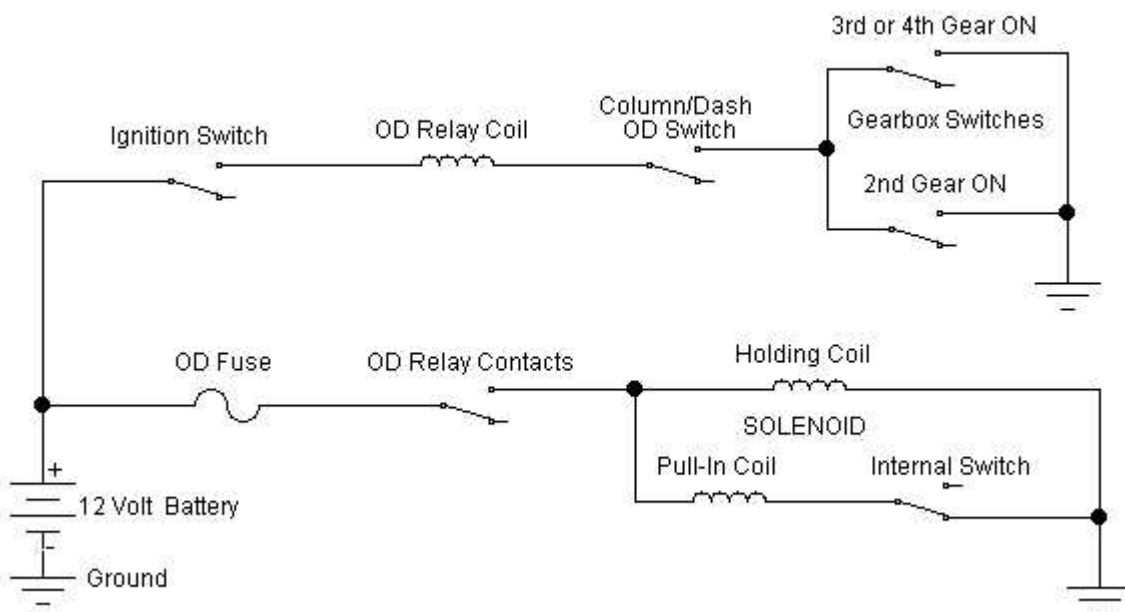 3rd or 4th Gear ON
Column/Dash
OD Switch
Ignition Switch
OD Relay Coil
Gearbox Switches
2nd Gear ON
OD Fuse
OD Relay Contacts
Holding Coil
SOLENOID
Pull-In Coil
Internal Switch
+
12 Volt Battery
-
Ground